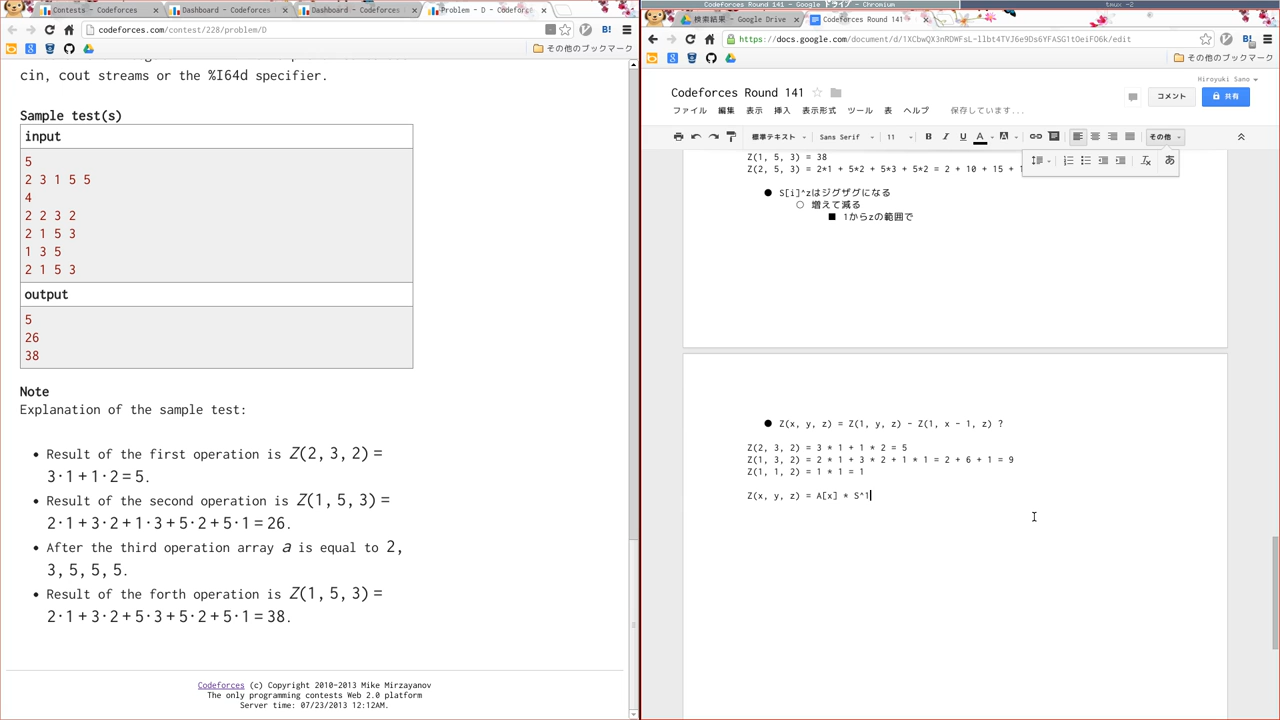 Contests - Codeforces
Dashboard - Codeforces
Dashboard - Codeforces
Problem - D - Codeforc
codeforces.com/contest/228/problem/D
その他のブックマーク
cin, cout streams or the %I64d specifier.
Sample test(s)
input
5
2 3 1 5 5
4
2 2 3 2
2 1 5 3
1 3 5
2 1 5 3
output
5
26
38
Note
Explanation of the sample test:
• Result of the first operation is Z(2, 3, 2) =
3·1 + 1·2 = 5.
• Result of the second operation is Z(1, 5, 3) =
2·1 + 3·2 + 1·3 + 5·2 + 5·1 = 26.
• After the third operation array a is equal to 2,
3, 5, 5, 5.
• Result of the forth operation is Z(1, 5, 3) =
2·1 + 3·2 + 5·3 + 5·2 + 5·1 = 38.
Codeforces (c) Copyright 2010-2013 Mike Mirzayanov
The only programming contests Web 2.0 platform
Server time: 07/23/2013 12:12AM.
Codeforces Round 141 - Google ドライブ - Chromium
tmux -2
検索結果 - Google Drive
Codeforces Round 141
その他のブックマーク
Hiroyuki Sano
Codeforces Round 141
コメント
共有
ファイル 編集 表示 挿入 表示形式 ツール 表 ヘルプ 保存しています...
標準テキスト Sans Serif 11 B I U A A その他
あ
Z(1, 5, 3) = 38
Z(2, 5, 3) = 2*1 + 5*2 + 5*3 + 5*2 = 2 + 10 + 15 + 1
● S[i]^zはジグザグになる
○ 増えて減る
■ 1からzの範囲で
● Z(x, y, z) = Z(1, y, z) - Z(1, x - 1, z) ?
Z(2, 3, 2) = 3 * 1 + 1 * 2 = 5
Z(1, 3, 2) = 2 * 1 + 3 * 2 + 1 * 1 = 2 + 6 + 1 = 9
Z(1, 1, 2) = 1 * 1 = 1
Z(x, y, z) = A[x] * S^1